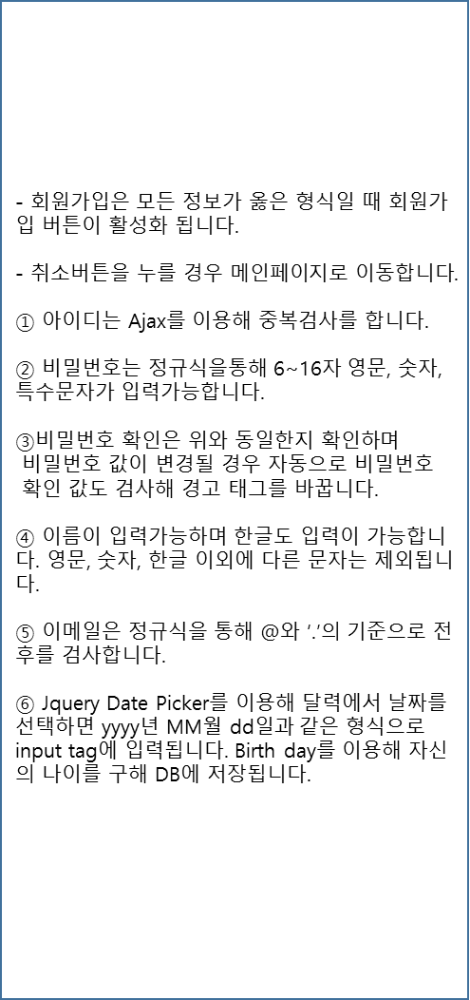 - 회원가입은 모든 정보가 옳은 형식일 때 회원가
입 버튼이 활성화 됩니다.
- 취소버튼을 누를 경우 메인페이지로 이동합니다.
① 아이디는 Ajax를 이용해 중복검사를 합니다.
② 비밀번호는 정규식을통해 6~16자 영문, 숫자,
특수문자가 입력가능합니다.
③비밀번호 확인은 위와 동일한지 확인하며
비밀번호 값이 변경될 경우 자동으로 비밀번호
확인 값도 검사해 경고 태그를 바꿉니다.
④ 이름이 입력가능하며 한글도 입력이 가능합니
다. 영문, 숫자, 한글 이외에 다른 문자는 제외됩니
다.
⑤ 이메일은 정규식을 통해 @와 ‘.’의 기준으로 전
후를 검사합니다.
⑥ Jquery Date Picker를 이용해 달력에서 날짜를
선택하면 yyyy년 MM월 dd일과 같은 형식으로
input tag에 입력됩니다. Birth day를 이용해 자신
의 나이를 구해 DB에 저장됩니다.